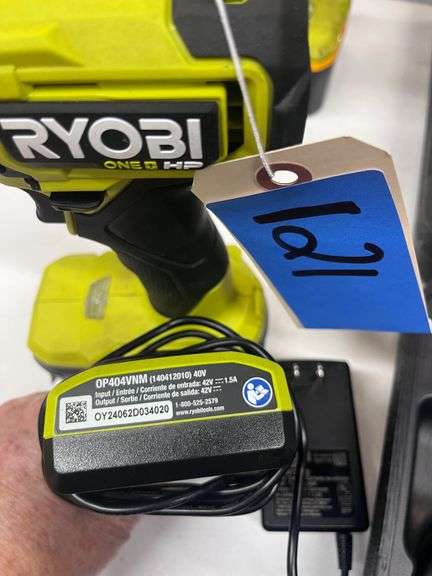 RYOBI
ONE+ HP
121
OP404VNM (140412010) 40V
Input / Entrée / Corriente de entrada: 42V⎓1.5A
Output / Sortie / Corriente de salida: 42V⎓
1-800-525-2579
www.ryobitools.com
OY24062D034020